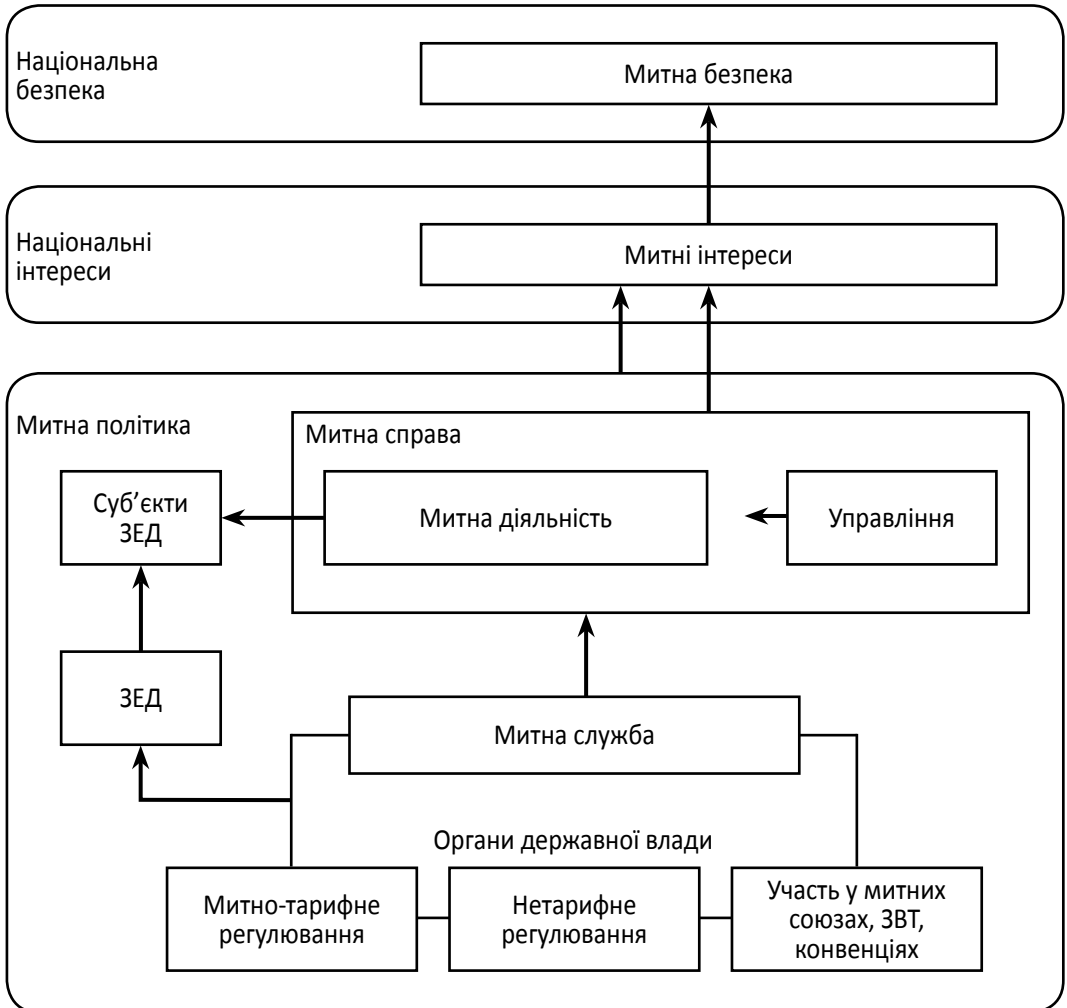 Національна
безпека
Митна безпека
Національні
інтереси
Митні інтереси
Митна політика
Митна справа
Суб’єкти
ЗЕД
Митна діяльність
Управління
ЗЕД
Митна служба
Органи державної влади
Митно-тарифне
регулювання
Нетарифне
регулювання
Участь у митних
союзах, ЗВТ,
конвенціях